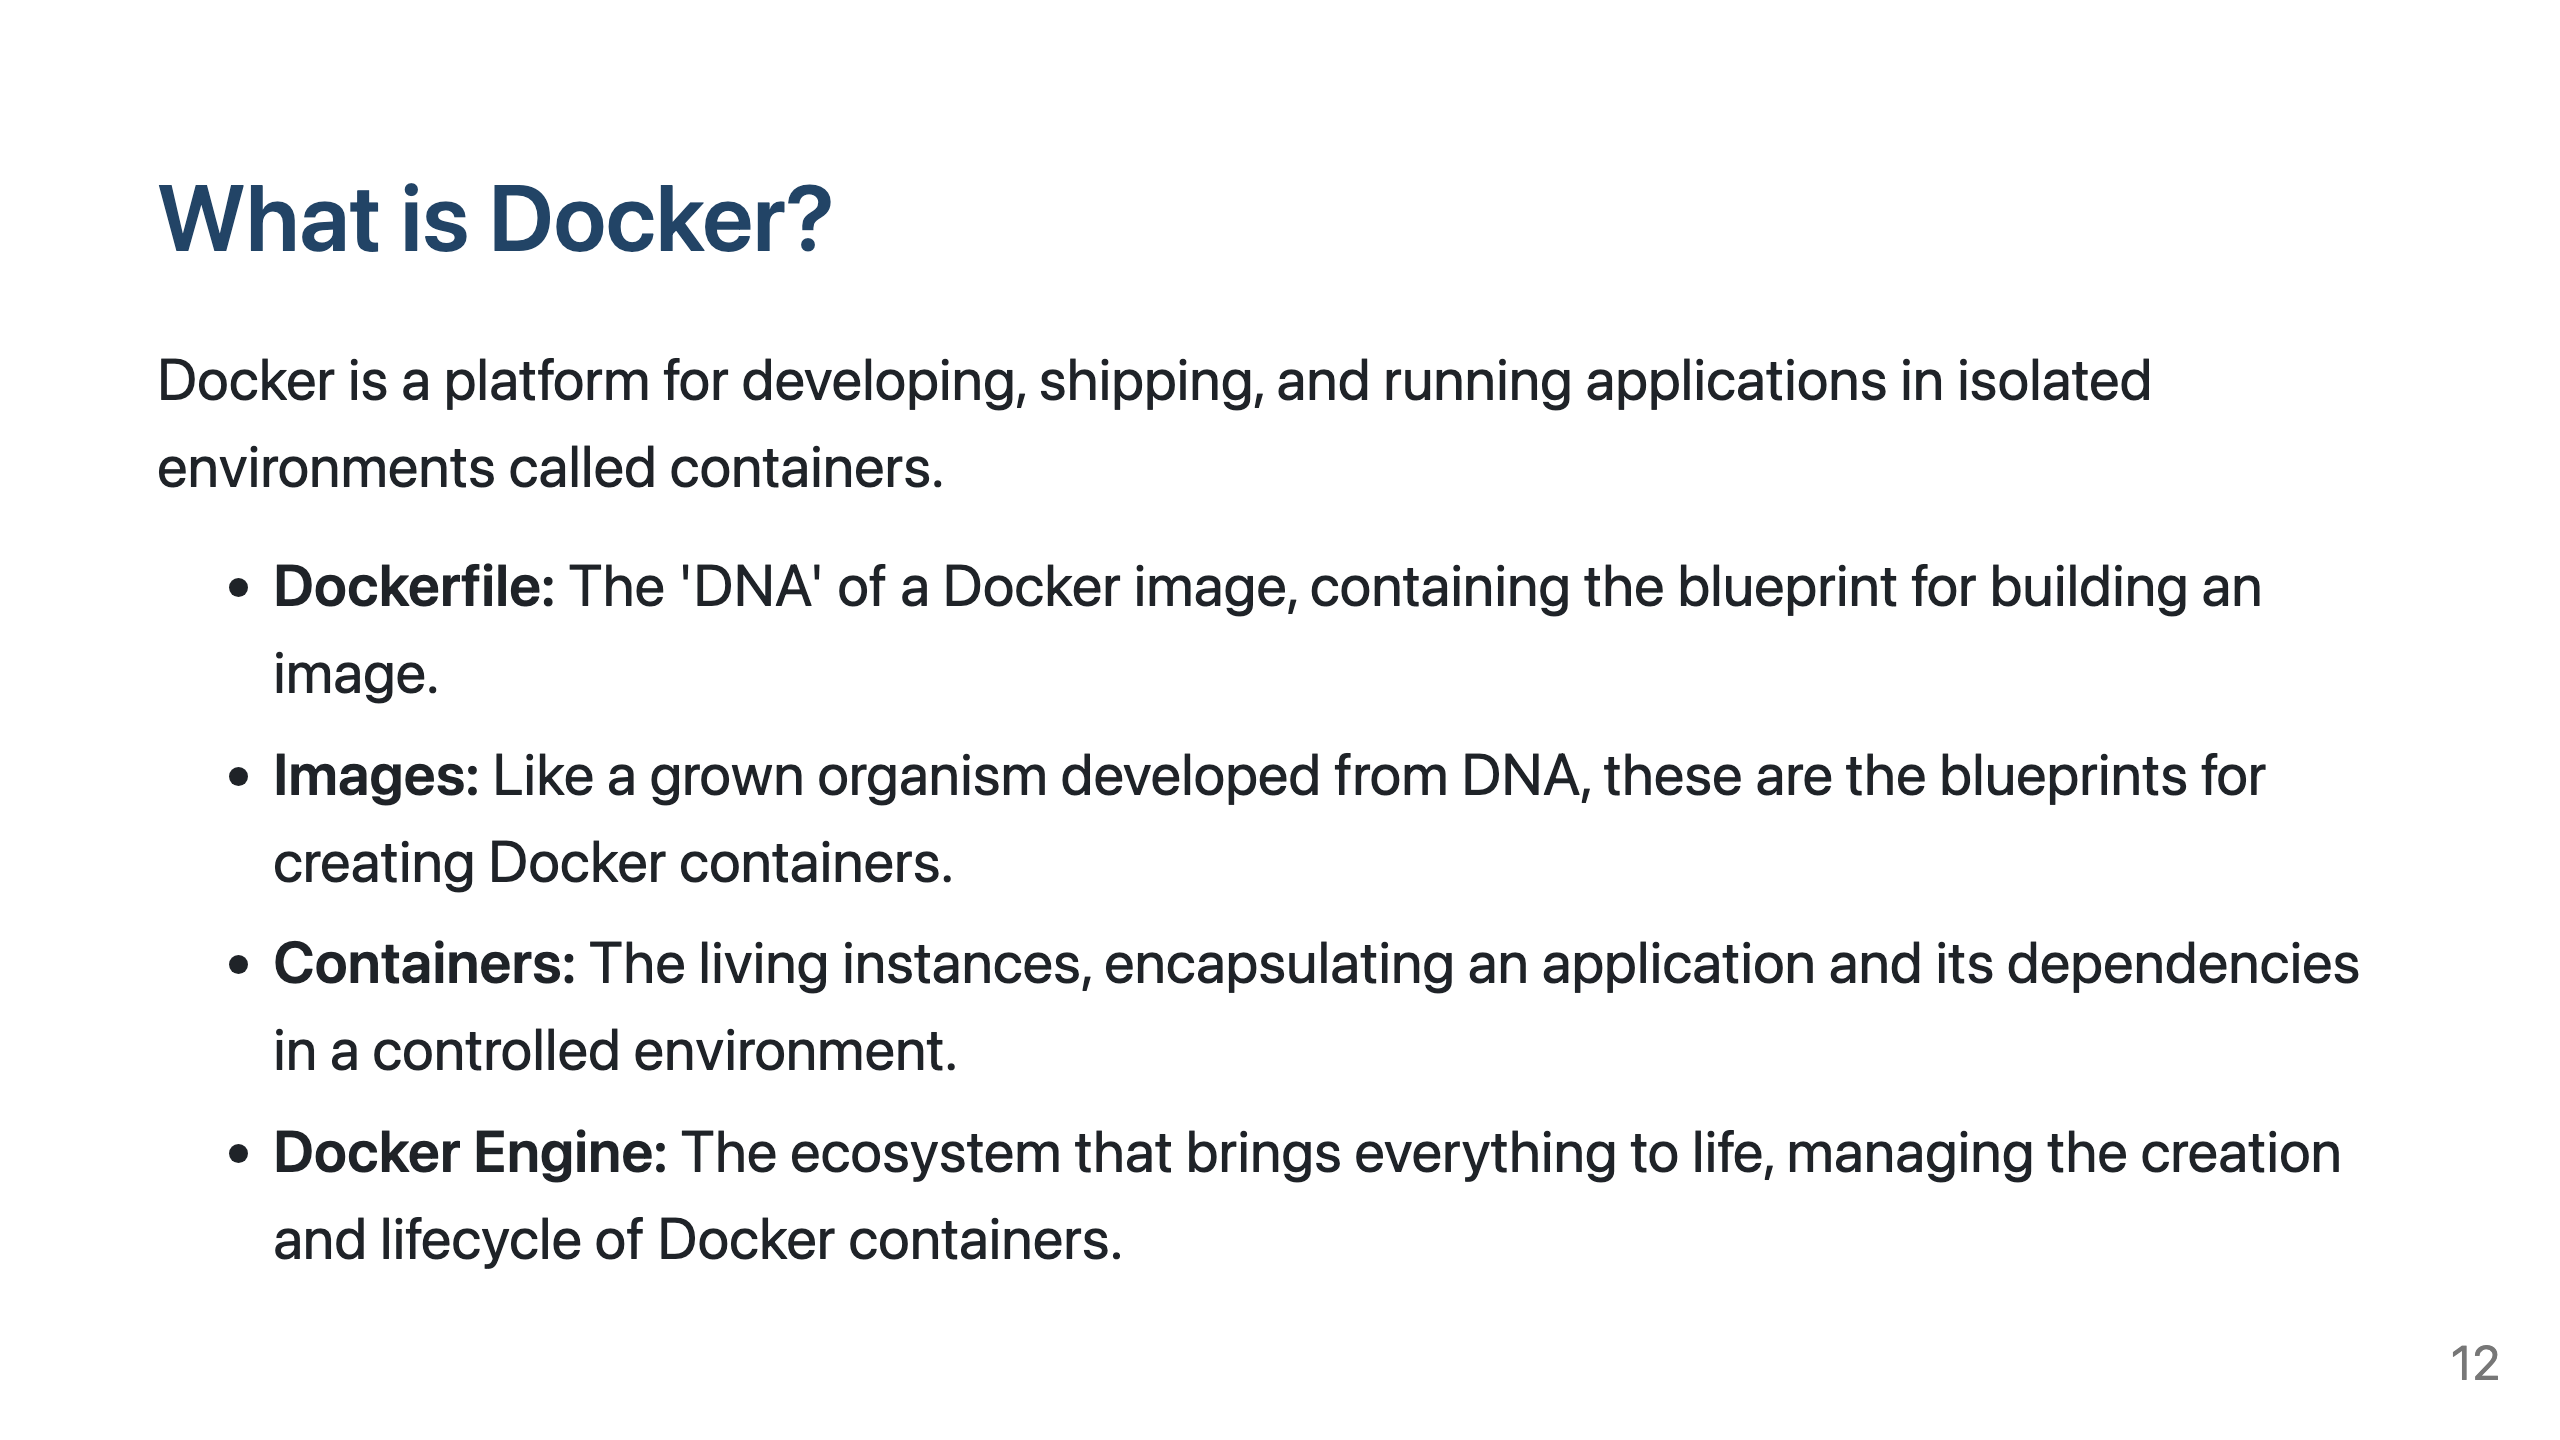 What is Docker?
Docker is a platform for developing, shipping, and running applications in isolated
environments called containers.
• Dockerfile: The 'DNA' of a Docker image, containing the blueprint for building an
image.
• Images: Like a grown organism developed from DNA, these are the blueprints for
creating Docker containers.
• Containers: The living instances, encapsulating an application and its dependencies
in a controlled environment.
• Docker Engine: The ecosystem that brings everything to life, managing the creation
and lifecycle of Docker containers.
12